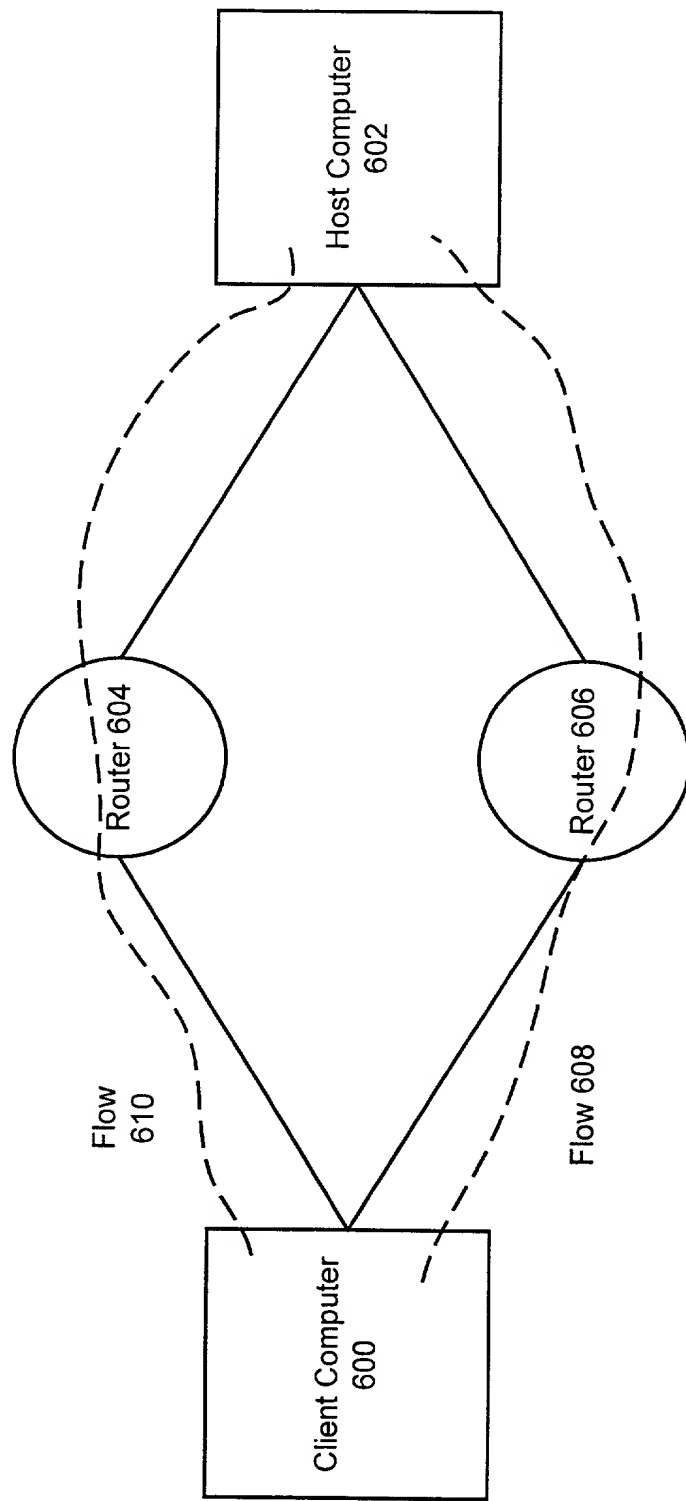 Client Computer
600
Flow
610
Flow 608
Router 604
Router 606
Host Computer
602